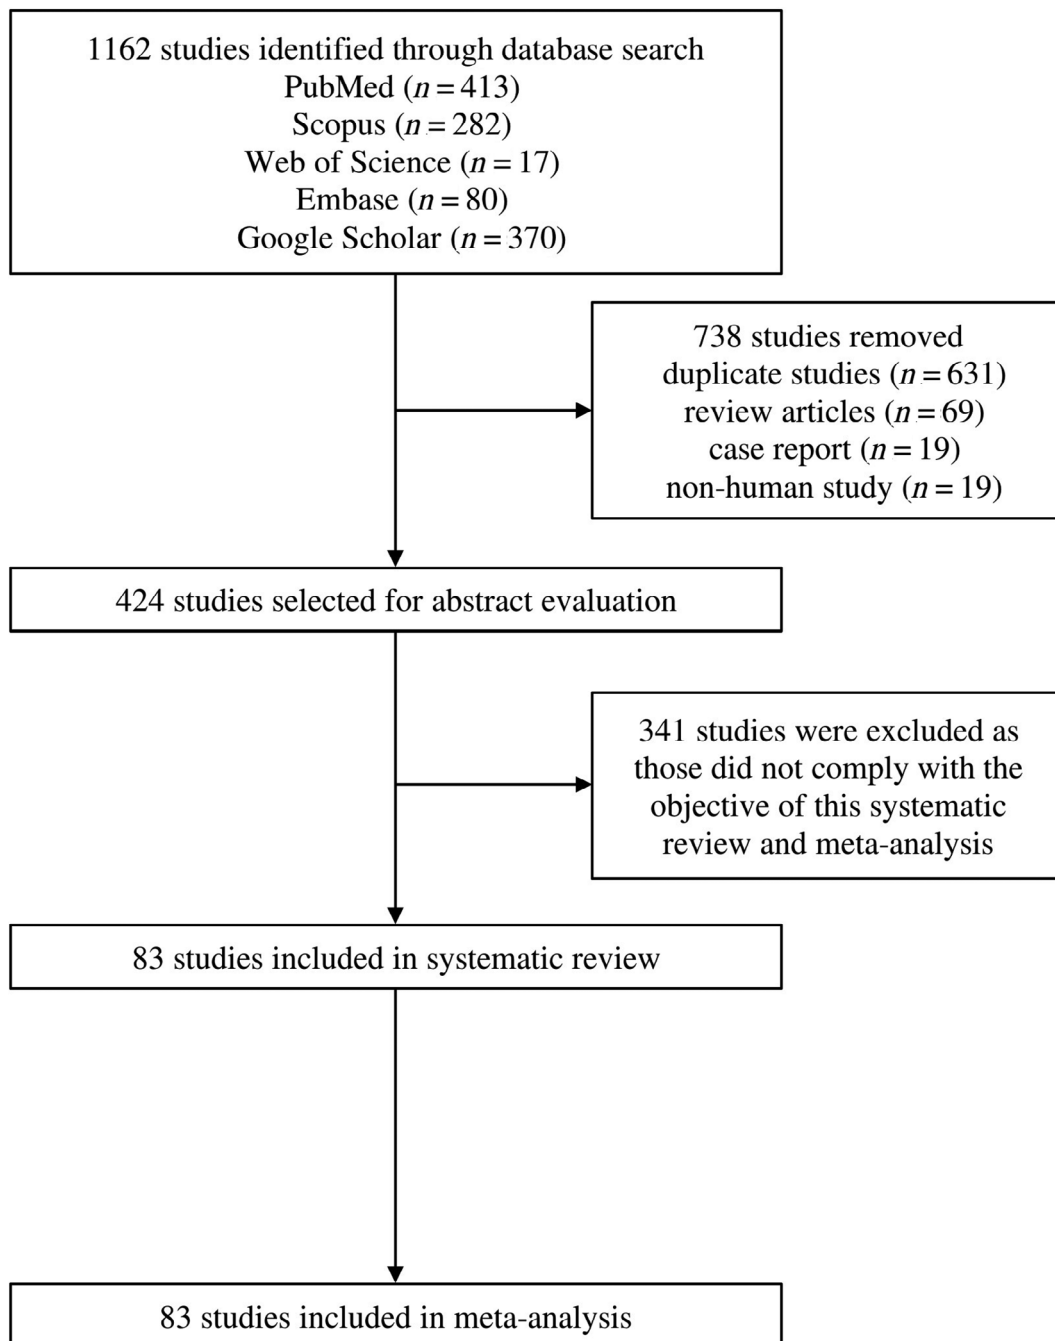 1162 studies identified through database search
PubMed (n = 413)
Scopus (n = 282)
Web of Science (n = 17)
Embase (n = 80)
Google Scholar (n = 370)
738 studies removed
duplicate studies (n = 631)
review articles (n = 69)
case report (n = 19)
non-human study (n = 19)
424 studies selected for abstract evaluation
341 studies were excluded as
those did not comply with the
objective of this systematic
review and meta-analysis
83 studies included in systematic review
83 studies included in meta-analysis